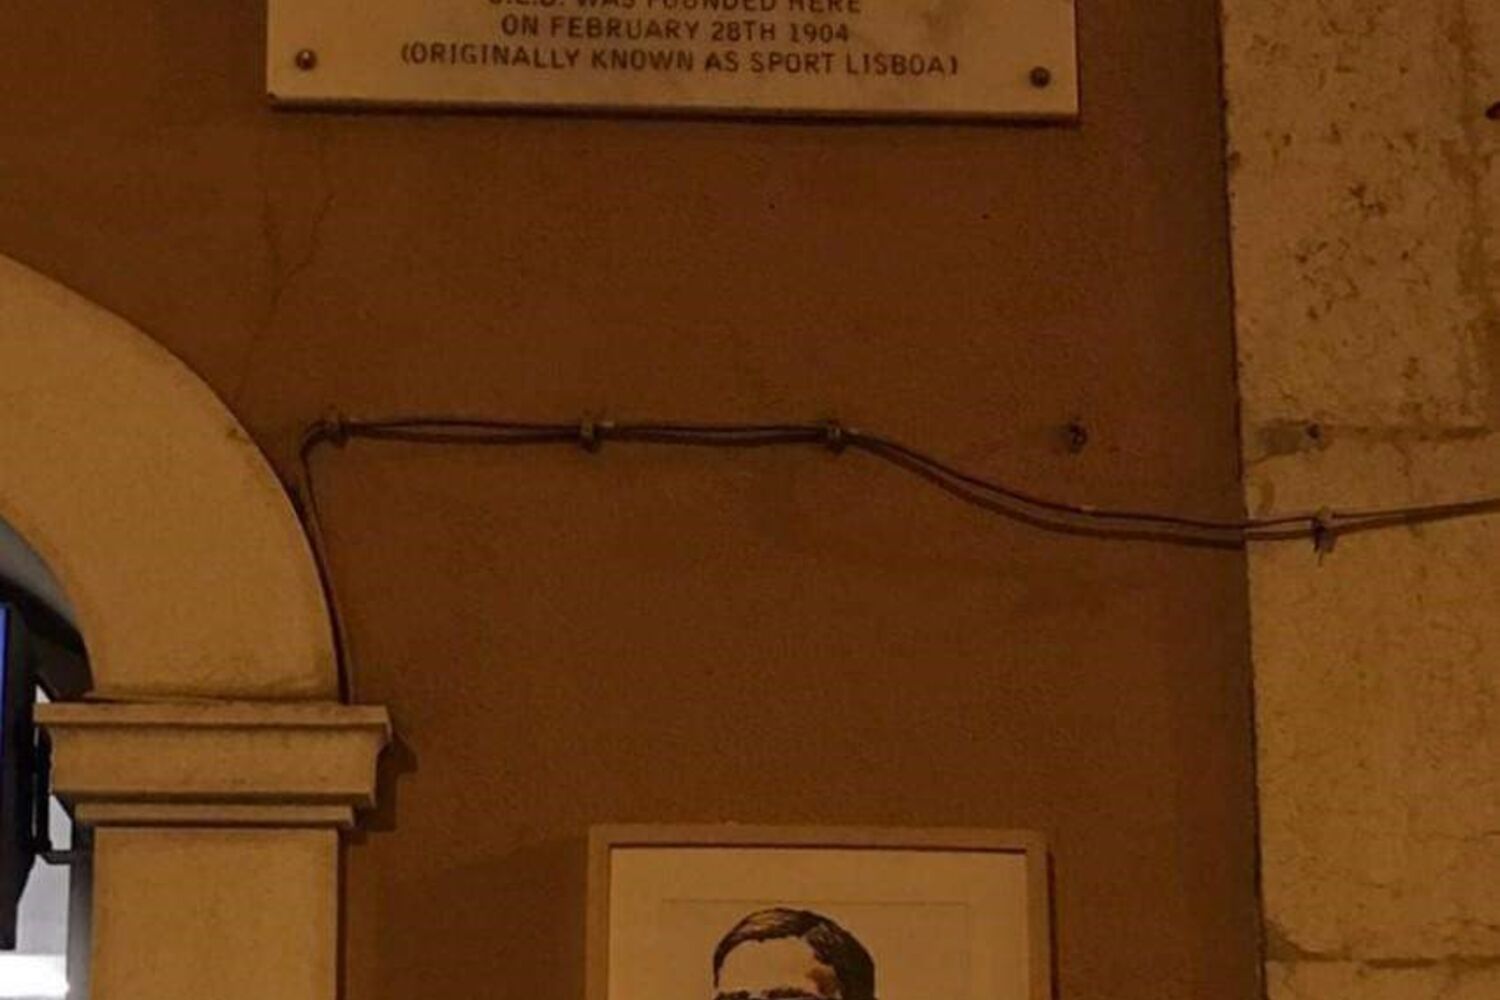 S.L.B. WAS FOUNDED HERE
ON FEBRUARY 28TH 1904
(ORIGINALLY KNOWN AS SPORT LISBOA)